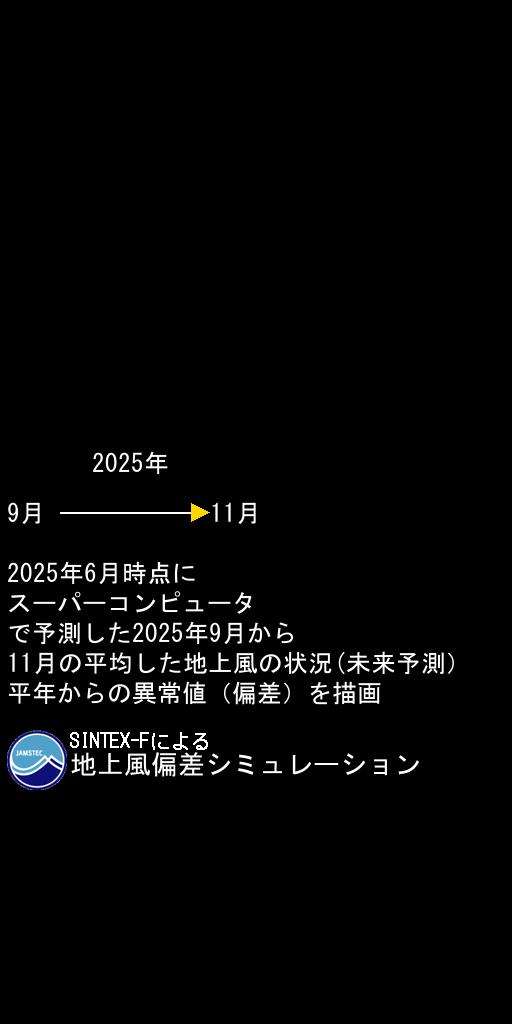 2025年
9月 11月
2025年6月時点に
スーパーコンピュータ
で予測した2025年9月から
11月の平均した地上風の状況(未来予測)
平年からの異常値（偏差）を描画
SINTEX-Fによる
JAMSTEC
地上風偏差シミュレーション